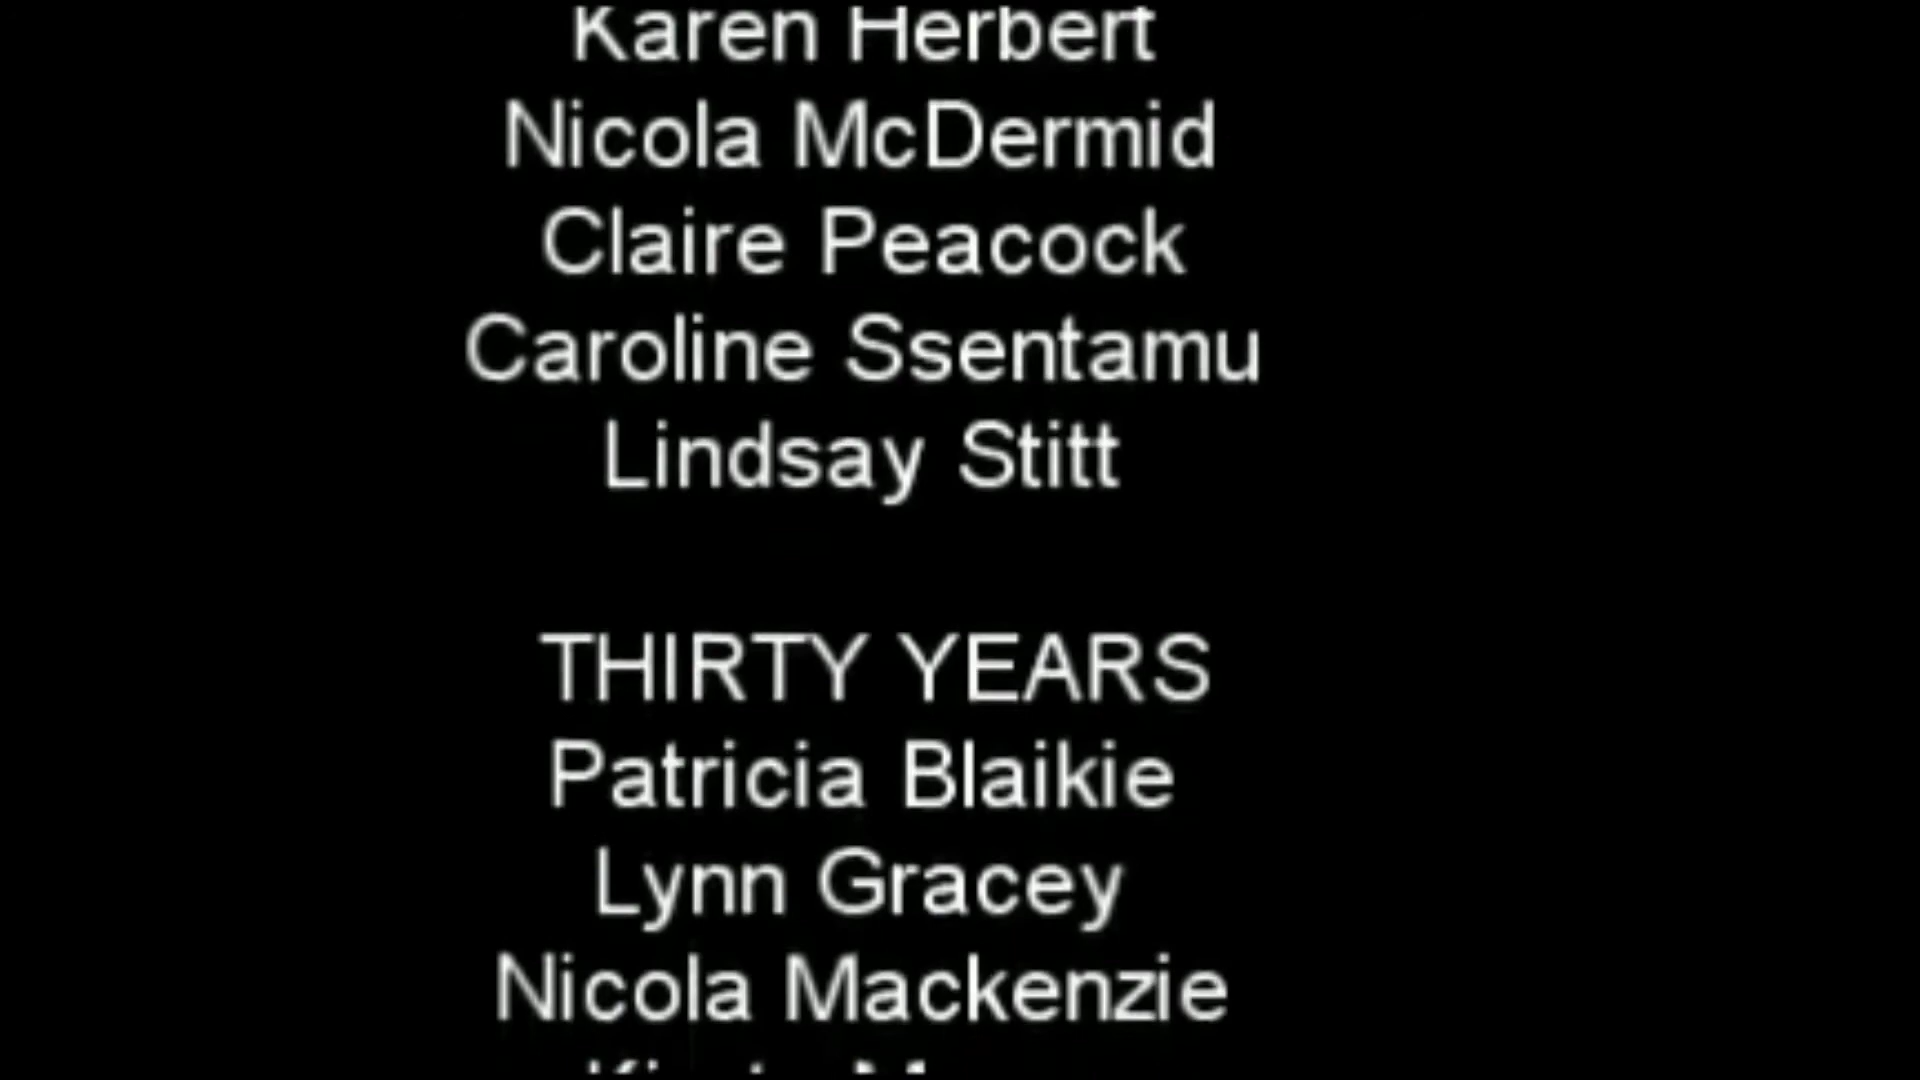 Karen Herbert
Nicola McDermid
Claire Peacock
Caroline Ssentamu
Lindsay Stitt
THIRTY YEARS
Patricia Blaikie
Lynn Gracey
Nicola Mackenzie